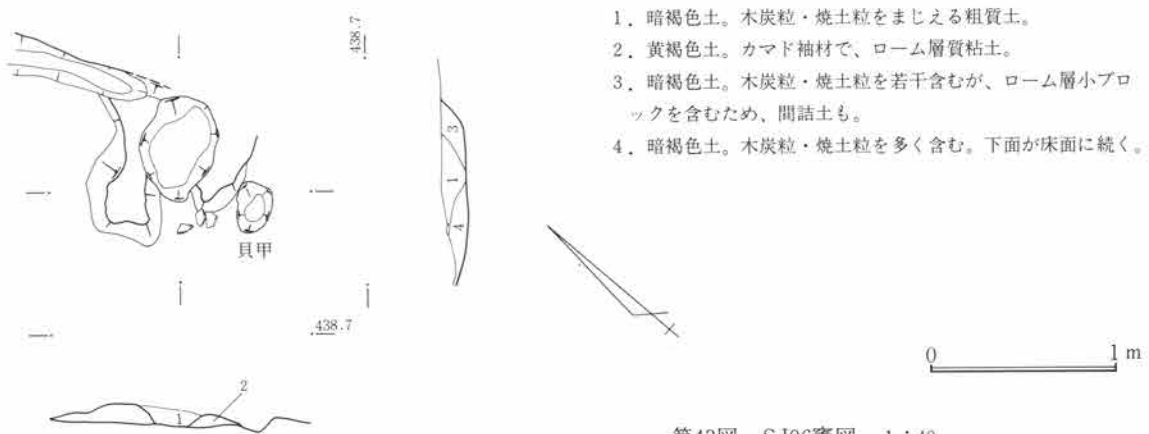 438.7
1．暗褐色土。木炭粒・焼土粒をまじえる粗質土。
2．黄褐色土。カマド袖材で、ローム層質粘土。
3．暗褐色土。木炭粒・焼土粒を若干含むが、ローム層小ブロ
ックを含むため、間詰土も。
4．暗褐色土。木炭粒・焼土粒を多く含む。下面が床面に続く。
3
1
4
貝甲
438.7
2
1
0 1 m